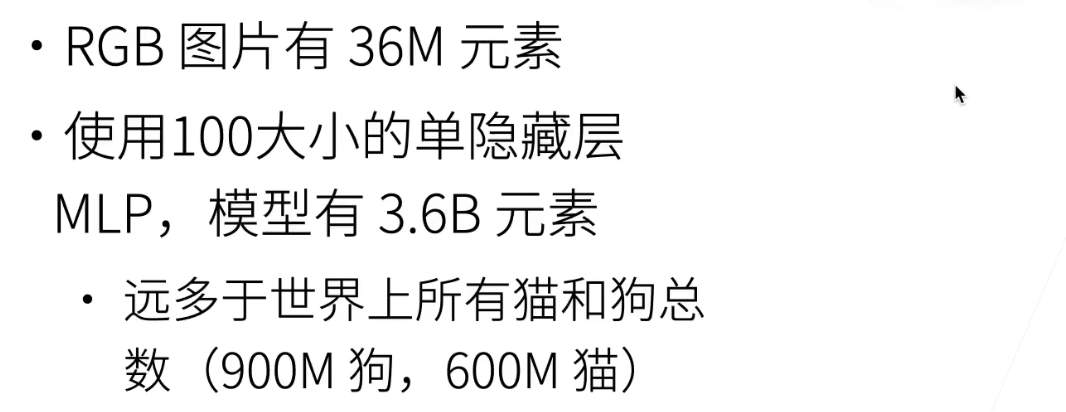 • RGB 图片有 36M 元素
• 使用100大小的单隐藏层
MLP，模型有 3.6B 元素
• 远多于世界上所有猫和狗总
数（900M 狗，600M 猫）